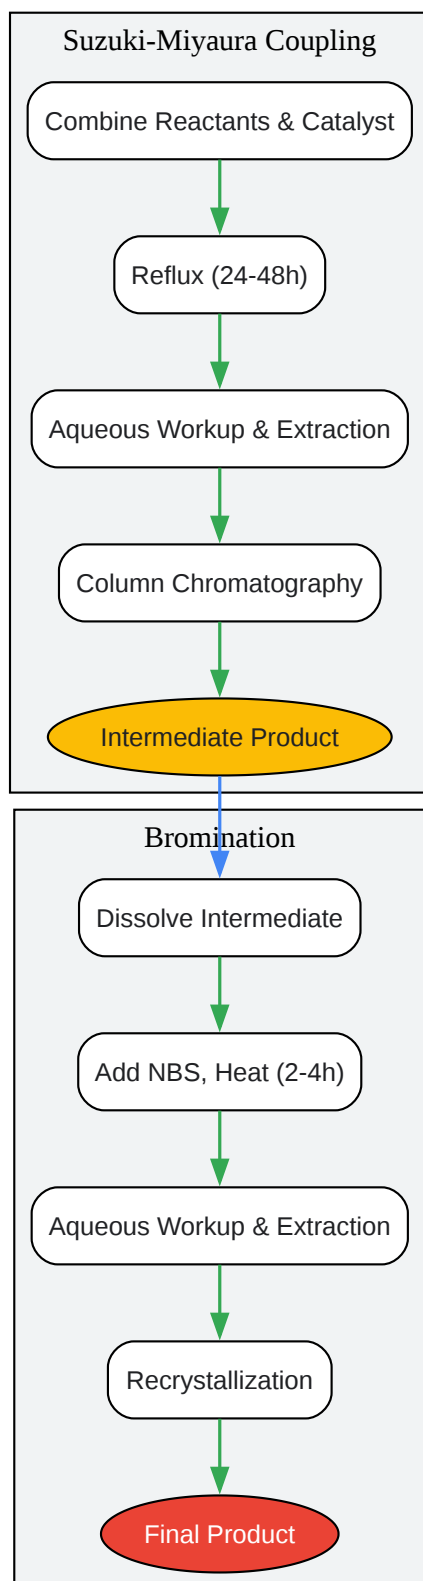 Suzuki-Miyaura Coupling
Combine Reactants & Catalyst
Reflux (24-48h)
Aqueous Workup & Extraction
Column Chromatography
Intermediate Product
Bromination
Dissolve Intermediate
Add NBS, Heat (2-4h)
Aqueous Workup & Extraction
Recrystallization
Final Product